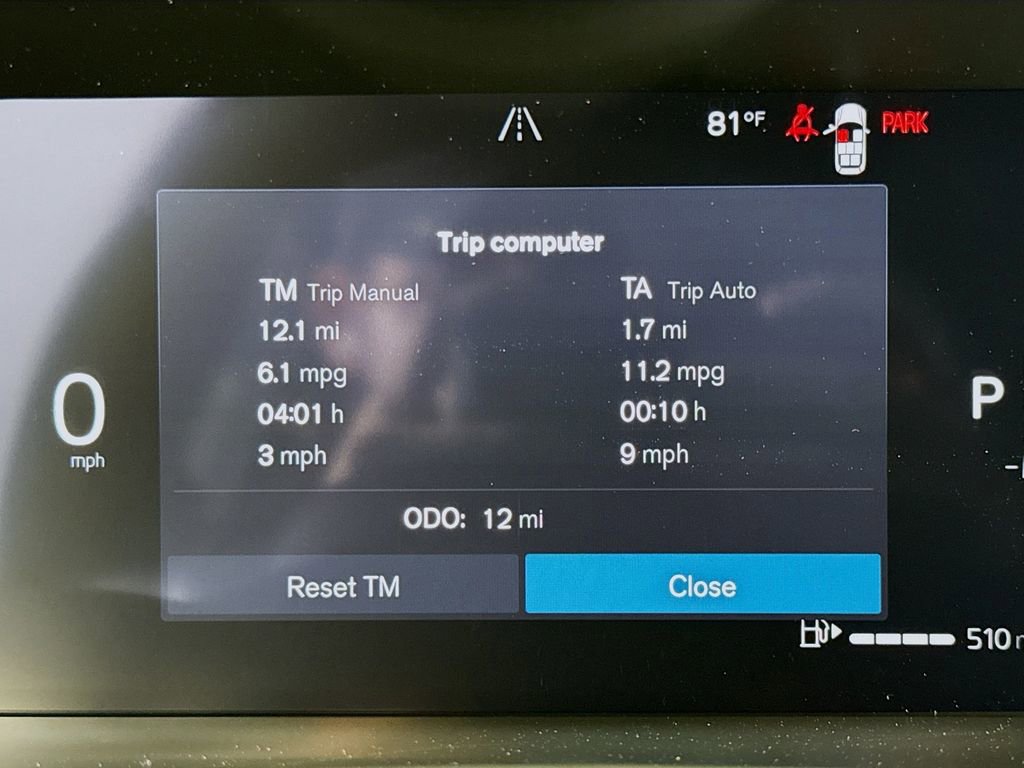 81°F PARK
Trip computer
TM Trip Manual TA Trip Auto
12.1 mi 1.7 mi
6.1 mpg 11.2 mpg
0 P
04:01 h 00:10 h
mph
3 mph 9 mph
ODO: 12 mi
Reset TM Close
510